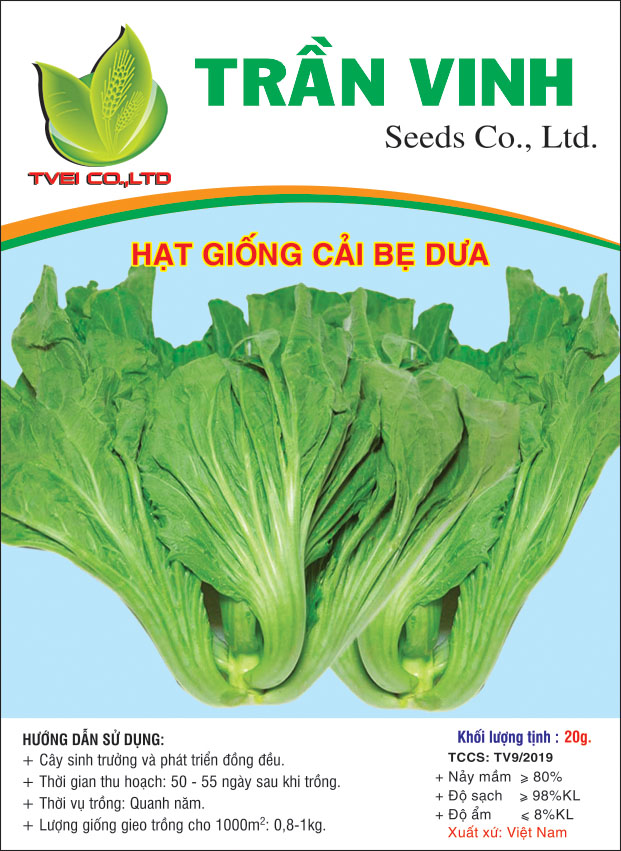 TRẦN VINH
Seeds Co., Ltd.
TVEI CO.,LTD
HẠT GIỐNG CẢI BẸ DƯA
HƯỚNG DẪN SỬ DỤNG:
+ Cây sinh trưởng và phát triển đồng đều.
+ Thời gian thu hoạch: 50 - 55 ngày sau khi trồng.
+ Thời vụ trồng: Quanh năm.
+ Lượng giống gieo trồng cho 1000m²: 0,8-1kg.
Khối lượng tịnh : 20g.
TCCS: TV9/2019
+ Nảy mầm ⩾ 80%
+ Độ sạch ⩾ 98%KL
+ Độ ẩm ⩽ 8%KL
Xuất xứ: Việt Nam